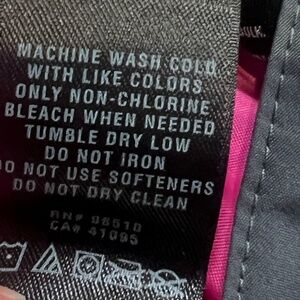 MACHINE WASH COLD
WITH LIKE COLORS
ONLY NON-CHLORINE
BLEACH WHEN NEEDED
TUMBLE DRY LOW
DO NOT IRON
DO NOT USE SOFTENERS
DO NOT DRY CLEAN
RN# 98610
CA# 41095